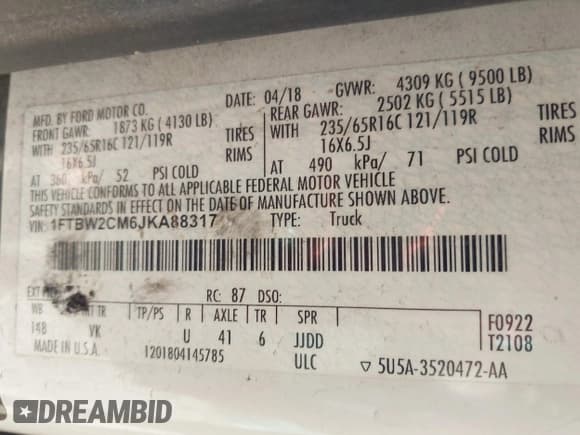 MFD. BY FORD MOTOR CO. DATE: 04/18 GVWR: 4309 KG ( 9500 LB)
FRONT GAWR: 1873 KG ( 4130 LB) REAR GAWR: 2502 KG ( 5515 LB)
WITH 235/65R16C 121/119R TIRES WITH 235/65R16C 121/119R TIRES
16X6.5J RIMS 16X6.5J RIMS
AT 360 kPa/ 52 PSI COLD AT 490 kPa/ 71 PSI COLD
THIS VEHICLE CONFORMS TO ALL APPLICABLE FEDERAL MOTOR VEHICLE
SAFETY STANDARDS IN EFFECT ON THE DATE OF MANUFACTURE SHOWN ABOVE.
VIN: 1FTBW2CM6JKA88317 TYPE: Truck
EXT RC: 87 DSO:
WB TR TP/PS R AXLE TR SPR F0922
148 VK U 41 6 JJDD T2108
MADE IN U.S.A. 1201804145785 ULC ▽ 5U5A-3520472-AA
DREAMBID